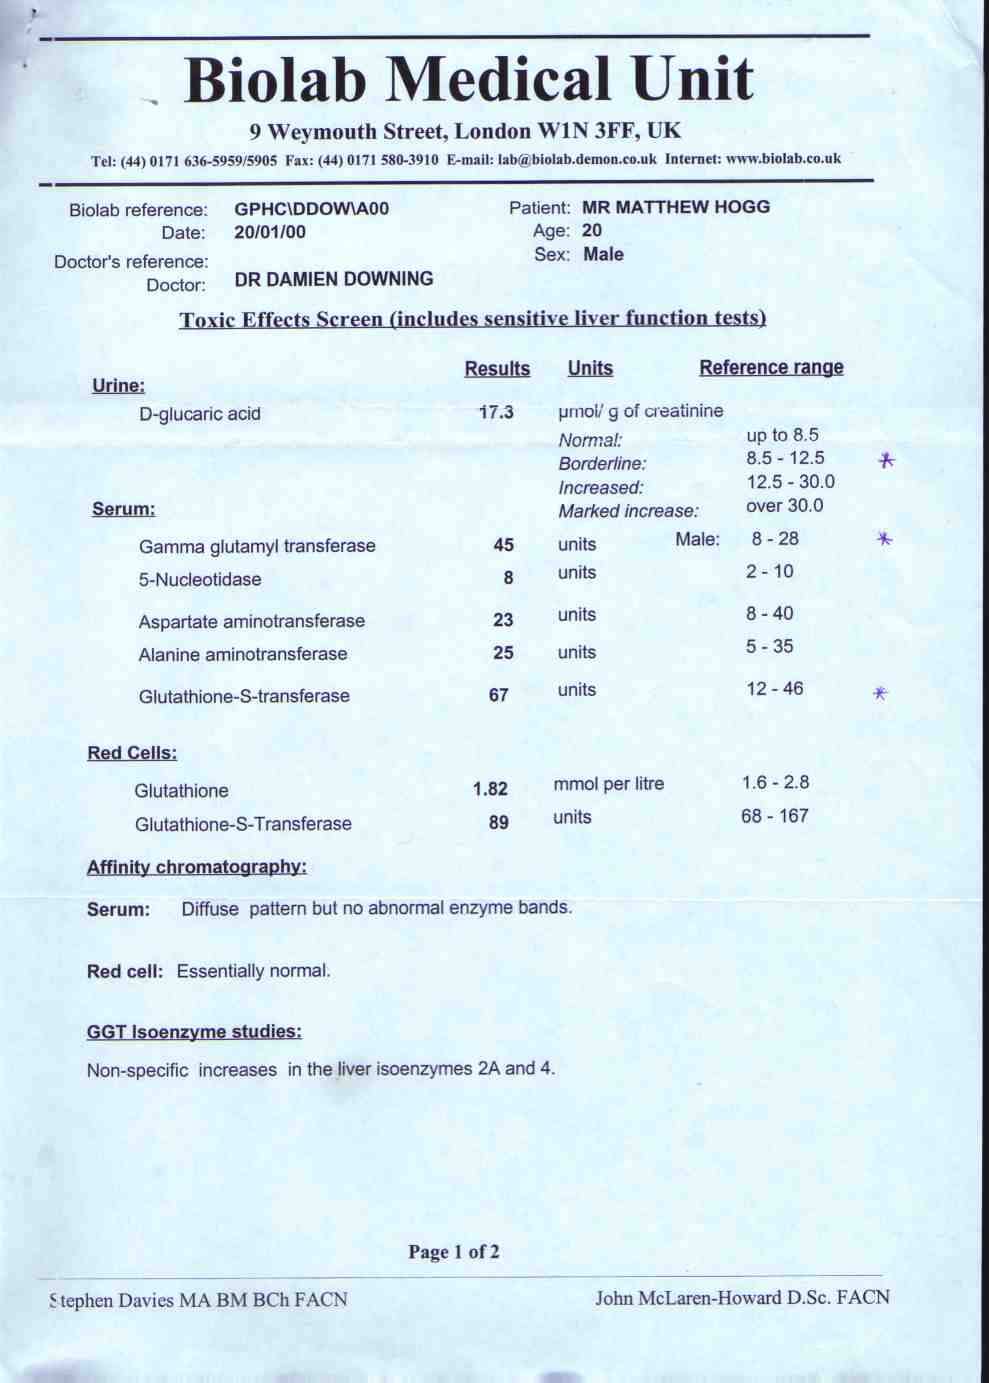 Biolab Medical Unit
9 Weymouth Street, London W1N 3FF, UK
Tel: (44) 0171 636-5959/5905 Fax: (44) 0171 580-3910 E-mail: lab@biolab.demon.co.uk Internet: www.biolab.co.uk
Biolab reference: GPHC\DDOW\A00 Patient: MR MATTHEW HOGG
Date: 20/01/00 Age: 20
Doctor's reference: Sex: Male
Doctor: DR DAMIEN DOWNING
Toxic Effects Screen (includes sensitive liver function tests)
Results Units Reference range
Urine:
D-glucaric acid 17.3 µmol/ g of creatinine
Normal: up to 8.5
Borderline: 8.5 - 12.5 *
Increased: 12.5 - 30.0
Marked increase: over 30.0
Serum:
Gamma glutamyl transferase 45 units Male: 8 - 28 *
5-Nucleotidase 8 units 2 - 10
Aspartate aminotransferase 23 units 8 - 40
Alanine aminotransferase 25 units 5 - 35
Glutathione-S-transferase 67 units 12 - 46 *
Red Cells:
Glutathione 1.82 mmol per litre 1.6 - 2.8
Glutathione-S-Transferase 89 units 68 - 167
Affinity chromatography:
Serum: Diffuse pattern but no abnormal enzyme bands.
Red cell: Essentially normal.
GGT Isoenzyme studies:
Non-specific increases in the liver isoenzymes 2A and 4.
Page 1 of 2
Stephen Davies MA BM BCh FACN John McLaren-Howard D.Sc. FACN